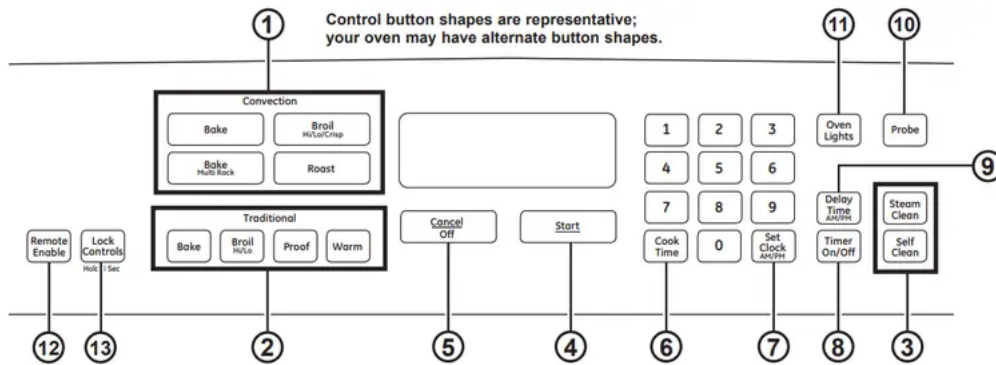 Control button shapes are representative;
your oven may have alternate button shapes.
1
11
10
Convection
Bake
Broil
Hi/Lo/Crisp
Bake
Multi Rack
Roast
1 2 3
4 5 6
7 8 9
0
Oven
Lights
Probe
9
Traditional
Bake
Broil
Hi/Lo
Proof
Warm
Cancel
Off
Start
Cook
Time
Set
Clock
AM/PM
Delay
Time
AM/PM
Timer
On/Off
Steam
Clean
Self
Clean
Remote
Enable
Lock
Controls
Sec
12
13
2
5
4
6
7
8
3